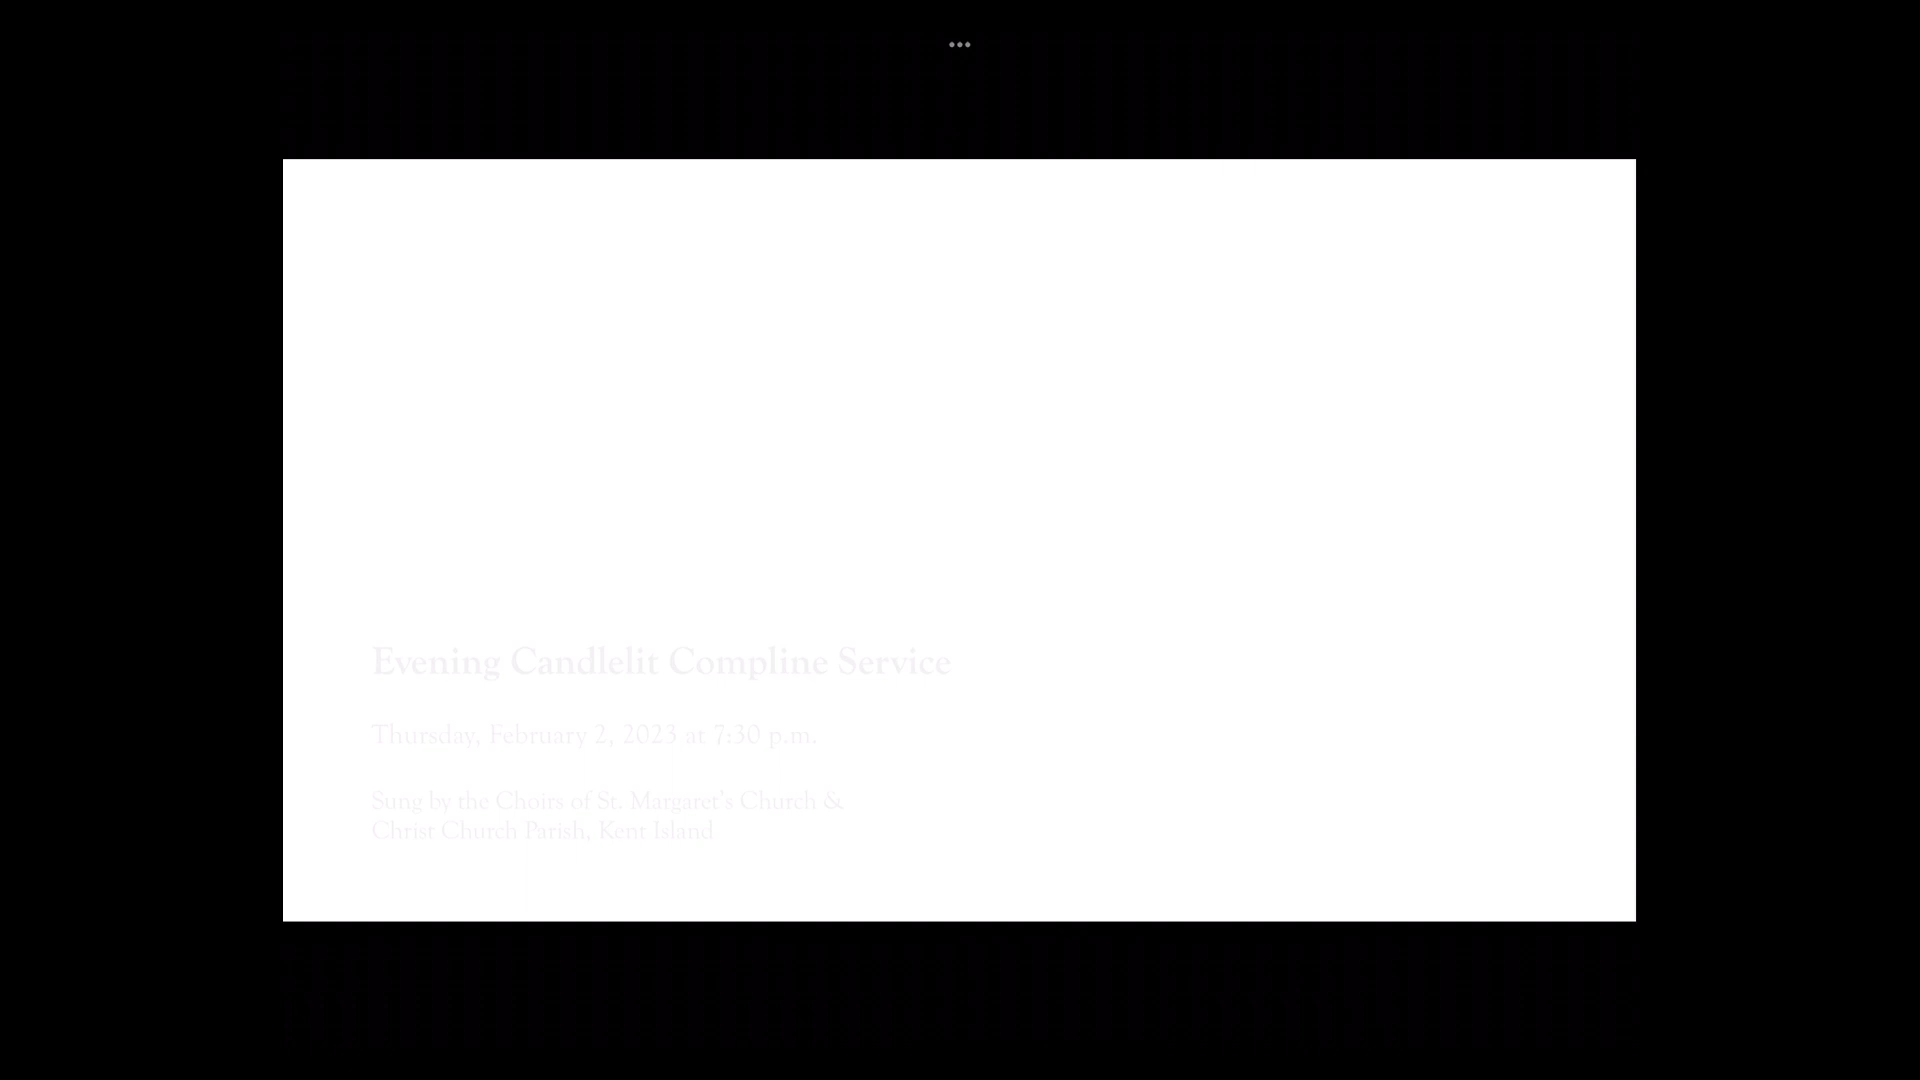 Evening Candlelit Compline Service
Thursday, February 2, 2023 at 7:30 p.m.
Sung by the Choirs of St. Margaret's Church &
Christ Church Parish, Kent Island